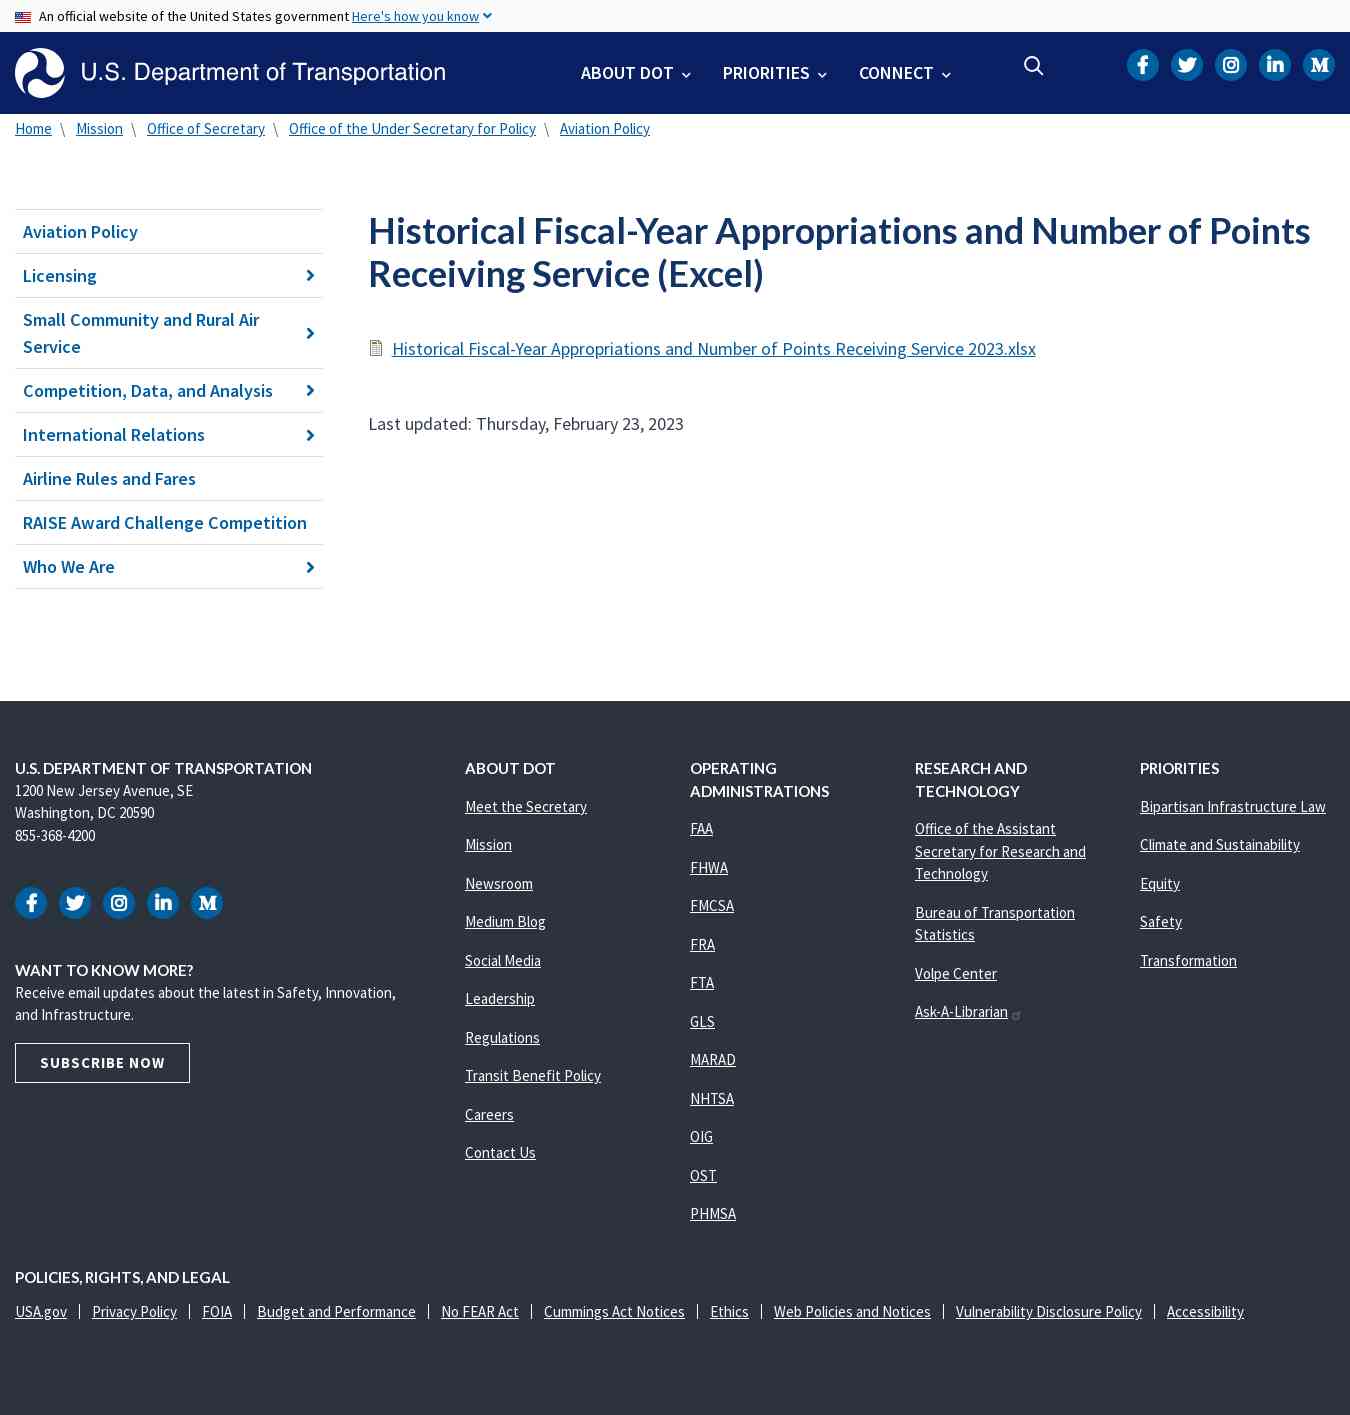 An official website of the United States government Here's how you know
U.S. Department of Transportation
ABOUT DOT
PRIORITIES
CONNECT
Home \ Mission \ Office of Secretary \ Office of the Under Secretary for Policy \ Aviation Policy
Aviation Policy
Licensing
Small Community and Rural Air
Service
Competition, Data, and Analysis
International Relations
Airline Rules and Fares
RAISE Award Challenge Competition
Who We Are
Historical Fiscal-Year Appropriations and Number of Points
Receiving Service (Excel)
Historical Fiscal-Year Appropriations and Number of Points Receiving Service 2023.xlsx
Last updated: Thursday, February 23, 2023
U.S. DEPARTMENT OF TRANSPORTATION
1200 New Jersey Avenue, SE
Washington, DC 20590
855-368-4200
WANT TO KNOW MORE?
Receive email updates about the latest in Safety, Innovation,
and Infrastructure.
SUBSCRIBE NOW
ABOUT DOT
Meet the Secretary
Mission
Newsroom
Medium Blog
Social Media
Leadership
Regulations
Transit Benefit Policy
Careers
Contact Us
OPERATING
ADMINISTRATIONS
FAA
FHWA
FMCSA
FRA
FTA
GLS
MARAD
NHTSA
OIG
OST
PHMSA
RESEARCH AND
TECHNOLOGY
Office of the Assistant
Secretary for Research and
Technology
Bureau of Transportation
Statistics
Volpe Center
Ask-A-Librarian
PRIORITIES
Bipartisan Infrastructure Law
Climate and Sustainability
Equity
Safety
Transformation
POLICIES, RIGHTS, AND LEGAL
USA.gov | Privacy Policy | FOIA | Budget and Performance | No FEAR Act | Cummings Act Notices | Ethics | Web Policies and Notices | Vulnerability Disclosure Policy | Accessibility